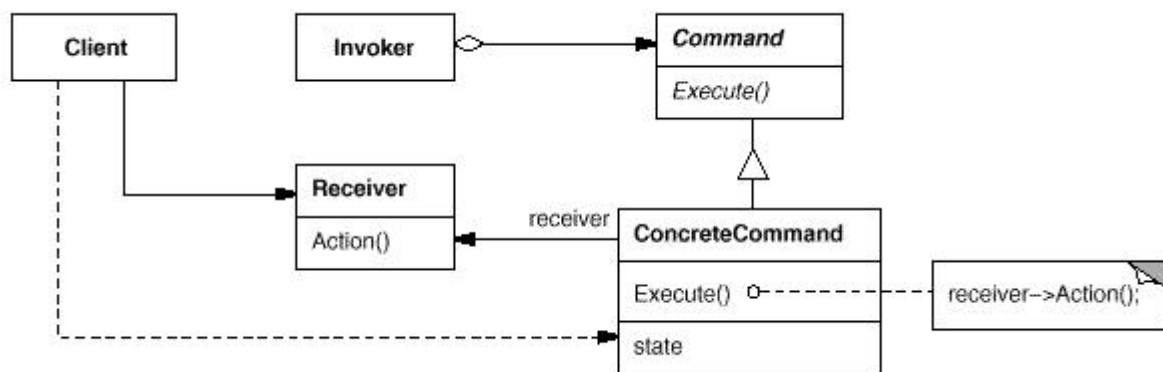 Client
Invoker
Command
Execute()
Receiver
Action()
receiver
ConcreteCommand
Execute()
receiver->Action();
state